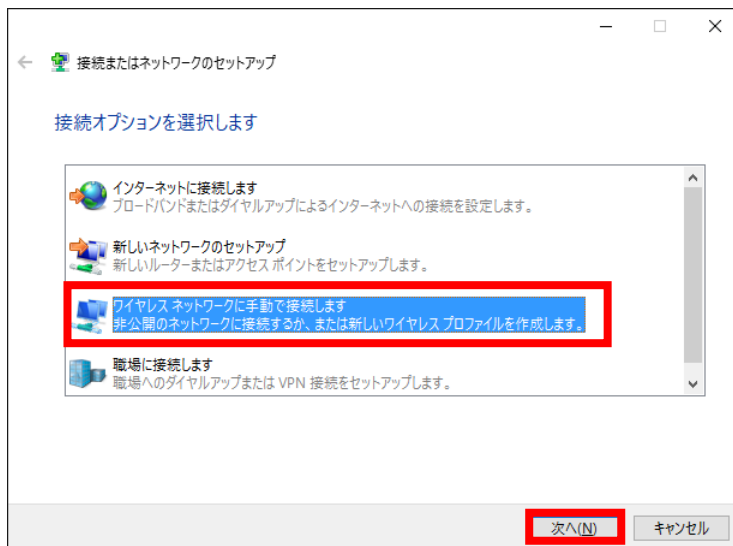 接続またはネットワークのセットアップ
接続オプションを選択します
インターネットに接続します
ブロードバンドまたはダイヤルアップによるインターネットへの接続を設定します。
新しいネットワークのセットアップ
新しいルーターまたはアクセス ポイントをセットアップします。
ワイヤレス ネットワークに手動で接続します
非公開のネットワークに接続するか、または新しいワイヤレス プロファイルを作成します。
職場に接続します
職場へのダイヤルアップまたは VPN 接続をセットアップします。
次へ(N) キャンセル